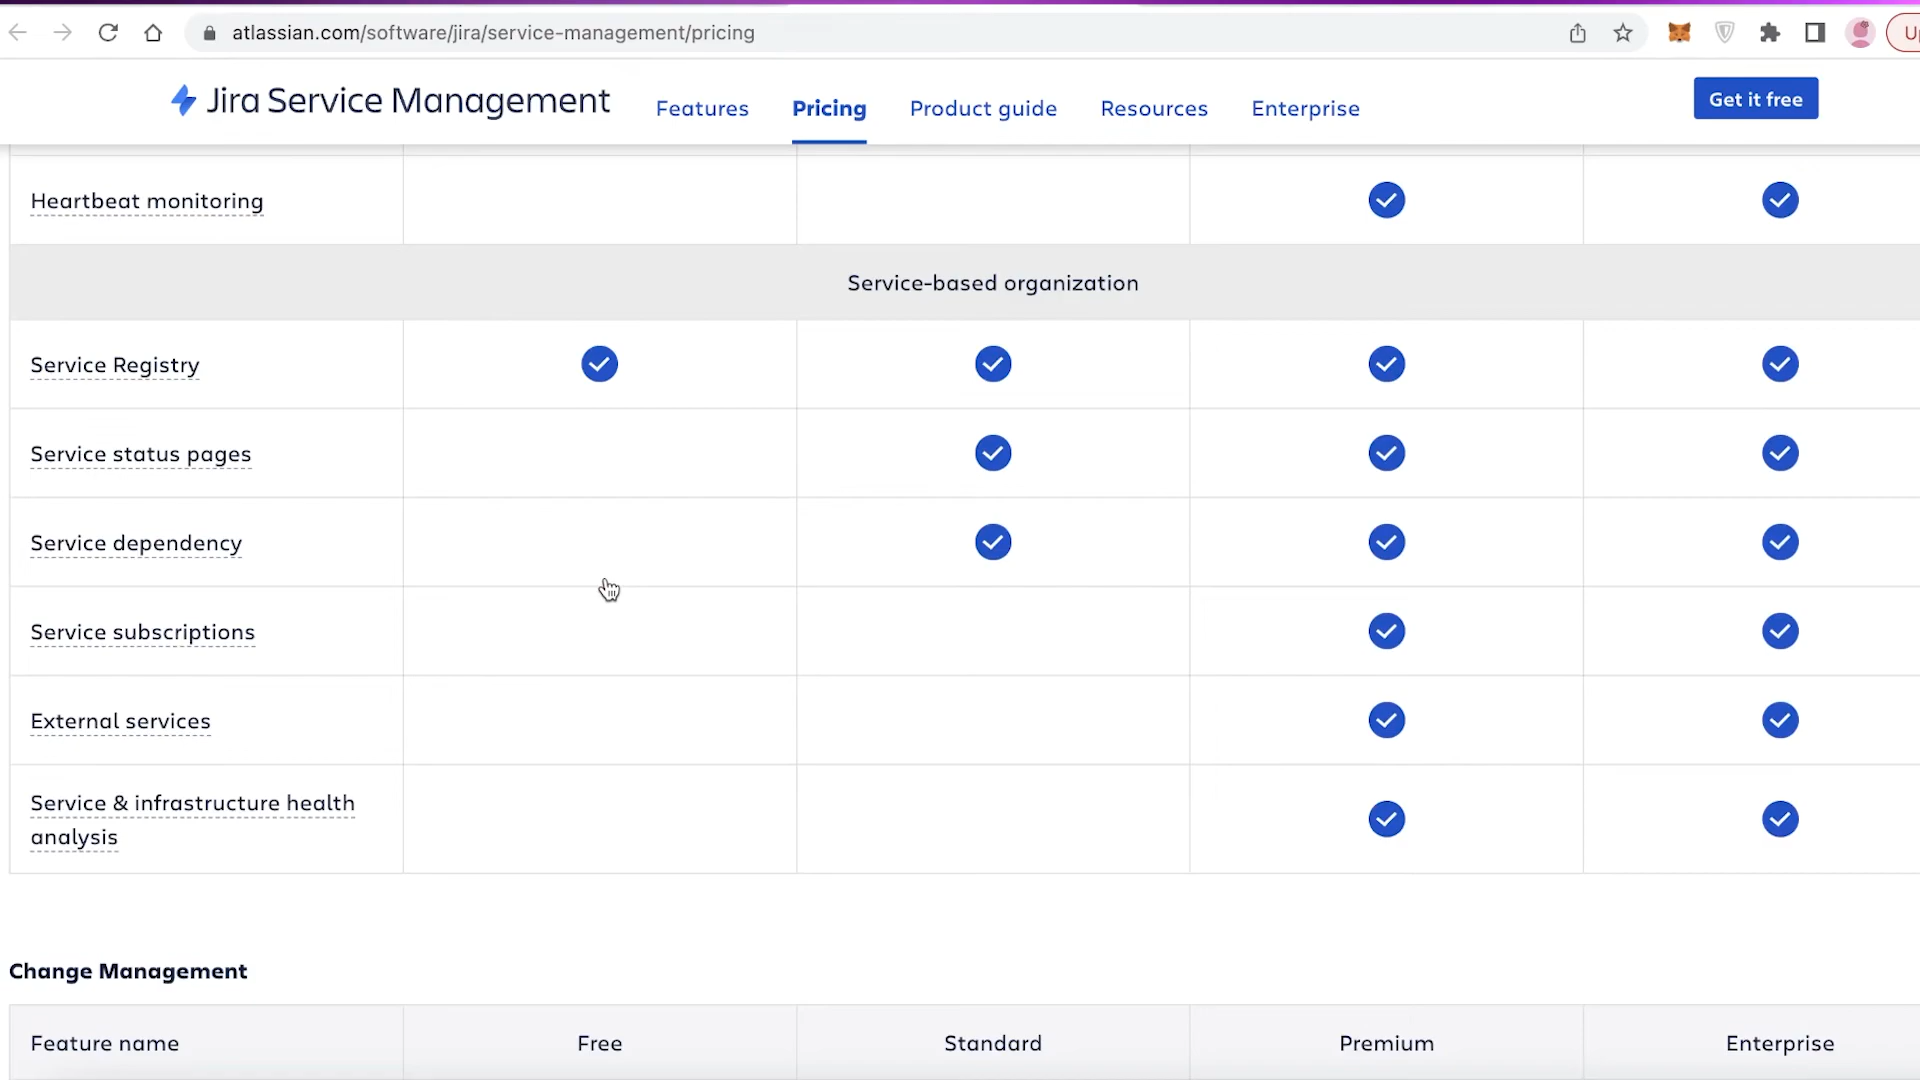 atlassian.com/software/jira/service-management/pricing
Jira Service Management
Features
Pricing
Product guide
Resources
Enterprise
Get it free
Heartbeat monitoring
Service-based organization
Service Registry
Service status pages
Service dependency
Service subscriptions
External services
Service & infrastructure health
analysis
Change Management
Feature name
Free
Standard
Premium
Enterprise